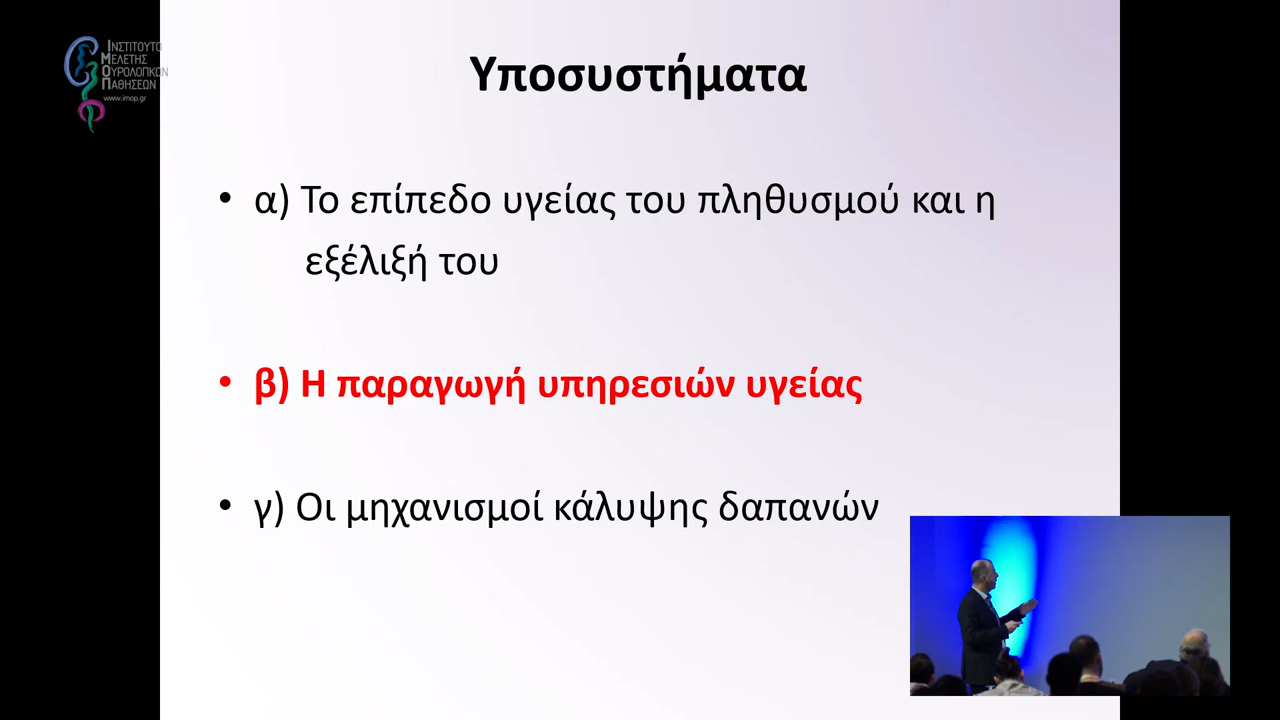 ΙΝΣΤΙΤΟΥΤΟ
ΜΕΛΕΤΗΣ
ΟΥΡΟΛΟΓΙΚΩΝ
ΠΑΘΗΣΕΩΝ
www.imop.gr
Υποσυστήματα
• α) Το επίπεδο υγείας του πληθυσμού και η
εξέλιξή του
• β) Η παραγωγή υπηρεσιών υγείας
• γ) Οι μηχανισμοί κάλυψης δαπανών